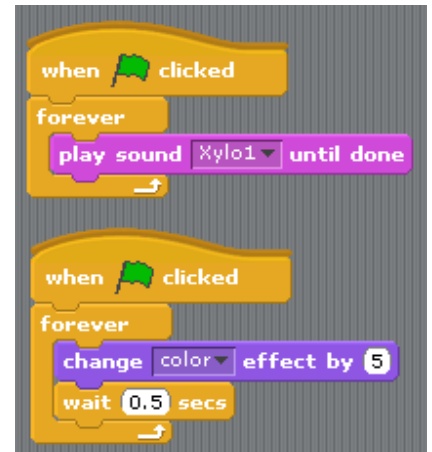 when clicked
forever
play sound Xylo1 until done
when clicked
forever
change color effect by 5
wait 0.5 secs